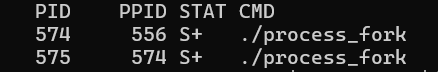 PID PPID STAT CMD
574 556 S+ ./process_fork
575 574 S+ ./process_fork